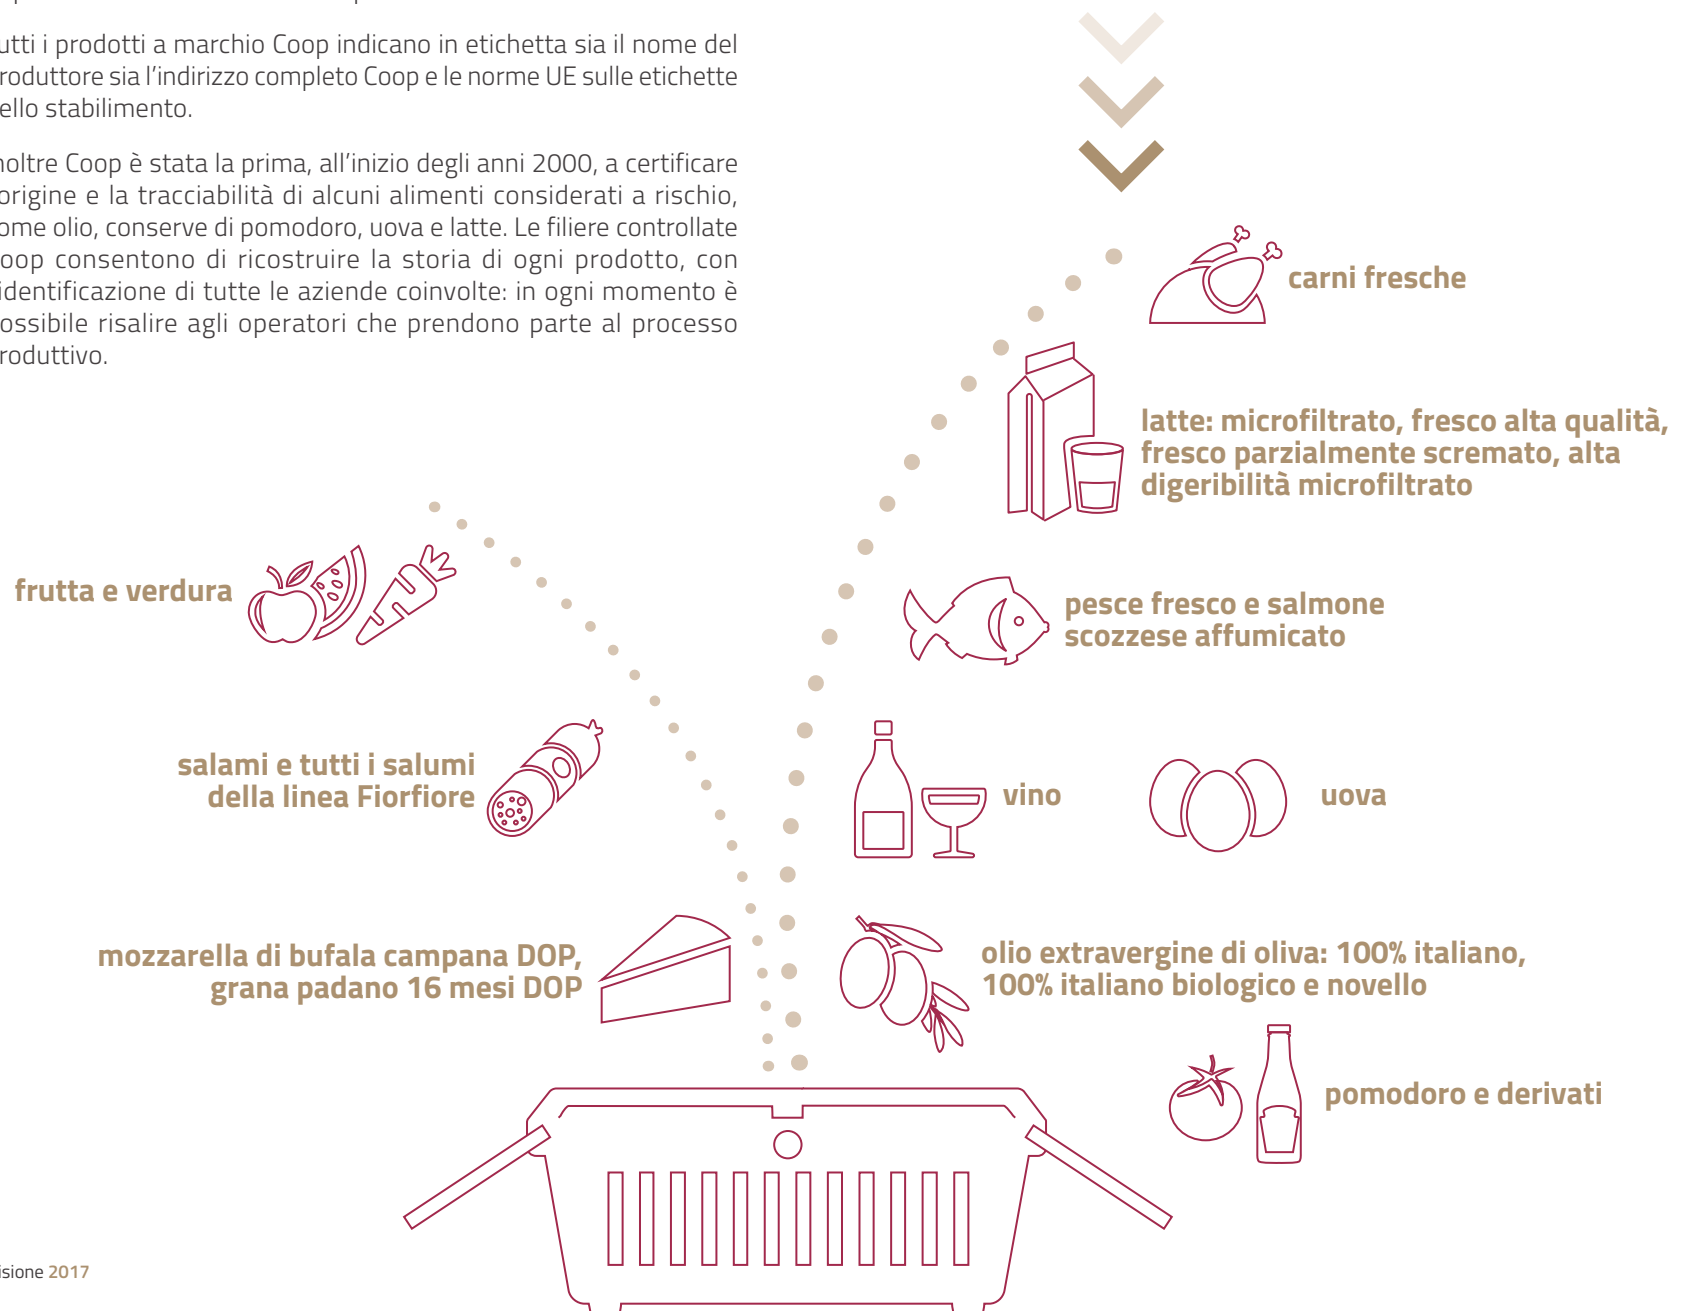 utti i prodotti a marchio Coop indicano in etichetta sia il nome del
roduttore sia l'indirizzo completo Coop e le norme UE sulle etichette
ello stabilimento.
noltre Coop è stata la prima, all'inizio degli anni 2000, a certificare
origine e la tracciabilità di alcuni alimenti considerati a rischio,
ome olio, conserve di pomodoro, uova e latte. Le filiere controllate
oop consentono di ricostruire la storia di ogni prodotto, con
identificazione di tutte le aziende coinvolte: in ogni momento è
ossibile risalire agli operatori che prendono parte al processo
roduttivo.
carni fresche
latte: microfiltrato, fresco alta qualità,
fresco parzialmente scremato, alta
digeribilità microfiltrato
frutta e verdura
pesce fresco e salmone
scozzese affumicato
salami e tutti i salumi
della linea Fiorfiore
vino
uova
mozzarella di bufala campana DOP,
grana padano 16 mesi DOP
olio extravergine di oliva: 100% italiano,
100% italiano biologico e novello
pomodoro e derivati
isione 2017